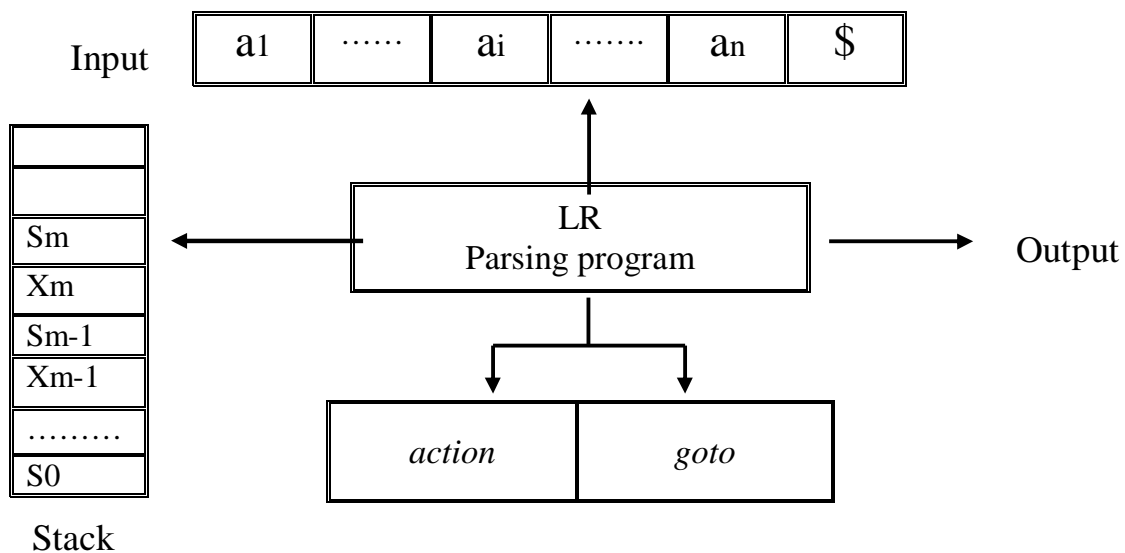 Input a1 ...... ai ....... an $
Sm
Xm
Sm-1
Xm-1
.........
S0
Stack
LR
Parsing program
Output
action goto